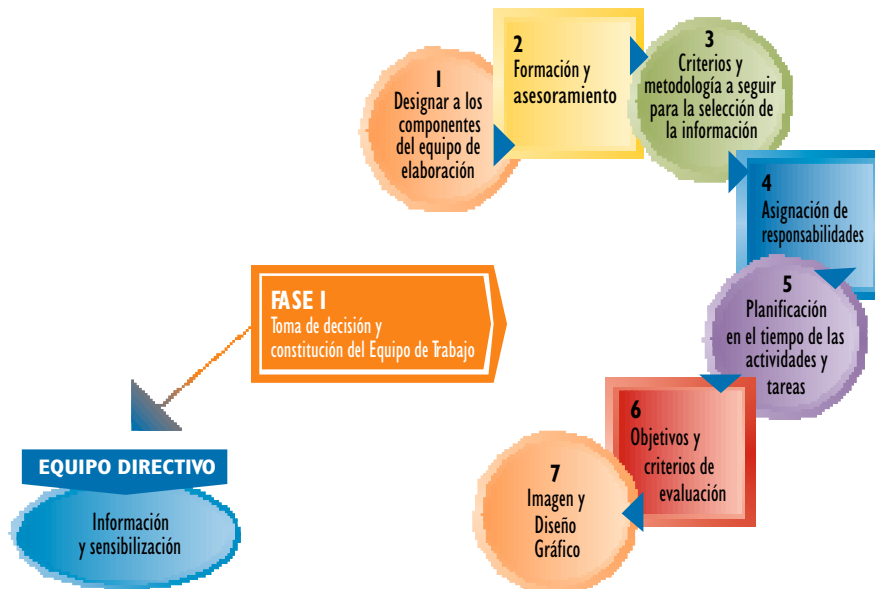 1
Designar a los
componentes
del equipo de
elaboración
2
Formación y
asesoramiento
3
Criterios y
metodología a seguir
para la selección de
la información
4
Asignación de
responsabilidades
5
Planificación
en el tiempo de las
actividades y
tareas
6
Objetivos y
criterios de
evaluación
7
Imagen y
Diseño
Gráfico
FASE I
Toma de decisión y
constitución del Equipo de Trabajo
EQUIPO DIRECTIVO
Información
y sensibilización